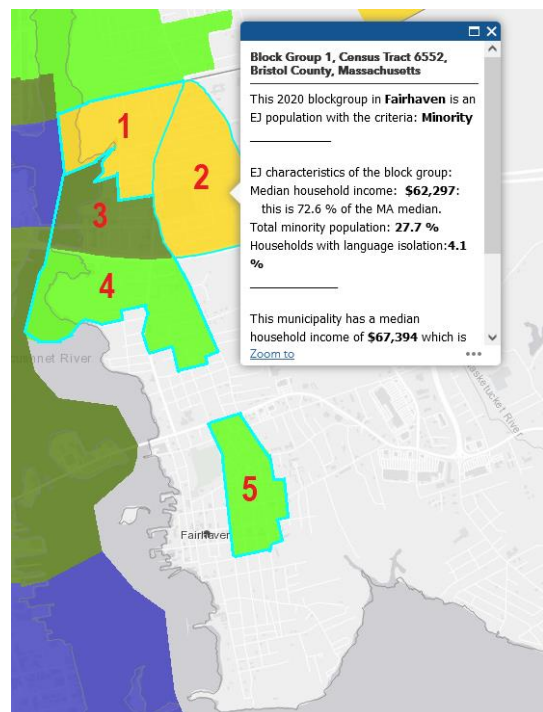 Block Group 1, Census Tract 6552,
Bristol County, Massachusetts
This 2020 blockgroup in Fairhaven is an
EJ population with the criteria: Minority
EJ characteristics of the block group:
Median household income: $62,297:
this is 72.6 % of the MA median.
Total minority population: 27.7 %
Households with language isolation:4.1
%
This municipality has a median
household income of $67,394 which is
Zoom to
1
2
3
4
5
River
River
Fairhaven